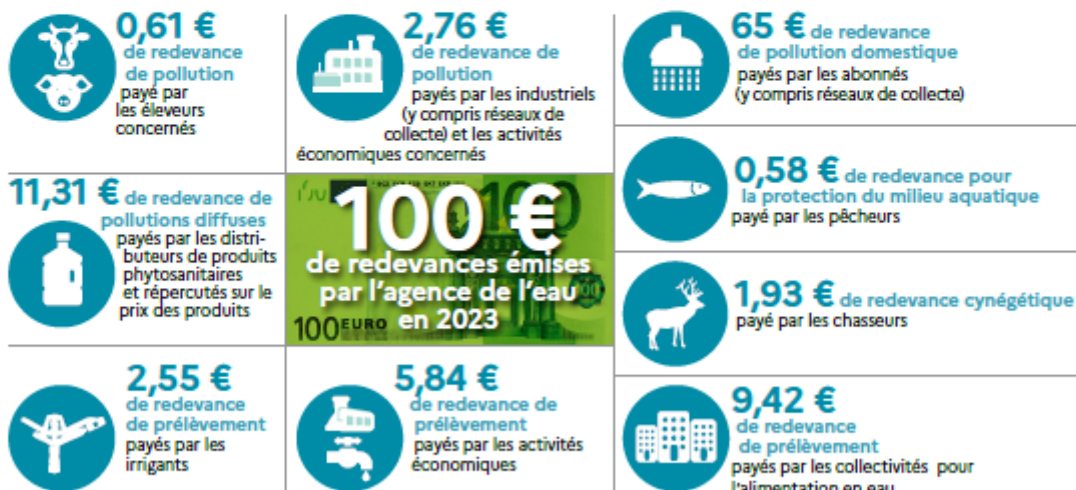 0,61 €
de redevance
de pollution
payé par
les éleveurs
concernés
2,76 €
de redevance de
pollution
payés par les industriels
(y compris réseaux de
collecte) et les activités
économiques concernés
65 € de redevance
de pollution domestique
payés par les abonnés
(y compris réseaux de collecte)
11,31 € de redevance de
pollutions diffuses
payés par les distri-
buteurs de produits
phytosanitaires
et répercutés sur le
prix des produits
100 €
de redevances émises
par l'agence de l'eau
en 2023
100 EURO
0,58 € de redevance pour
la protection du milieu aquatique
payé par les pêcheurs
1,93 € de redevance cynégétique
payé par les chasseurs
2,55 €
de redevance
de prélèvement
payés par les
irrigants
5,84 €
de redevance de
prélèvement
payés par les activités
économiques
9,42 €
de redevance
de prélèvement
payés par les collectivités pour
l'alimentation en eau